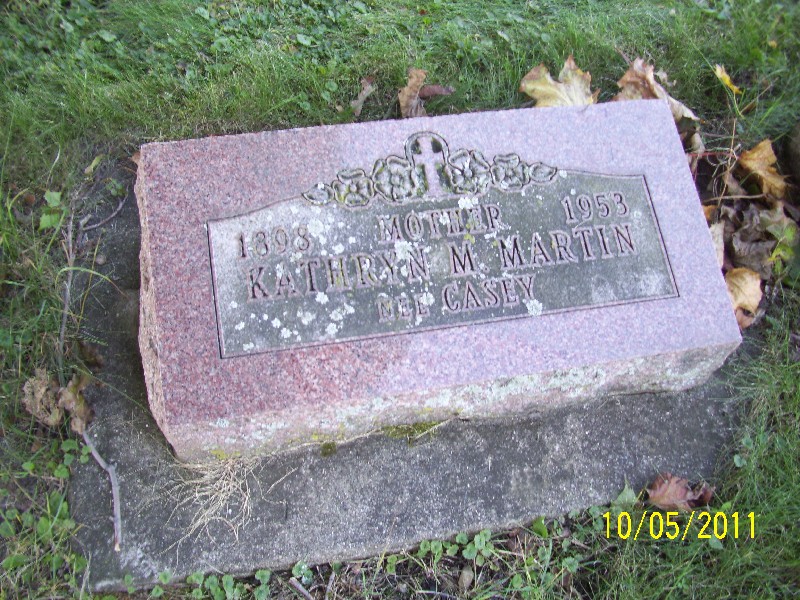 MOTHER
1898 1953
KATHRYN M. MARTIN
NEE CASEY
10/05/2011